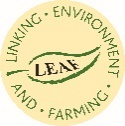 LINKING · ENVIRONMENT
LEAF
AND · FARMING ·